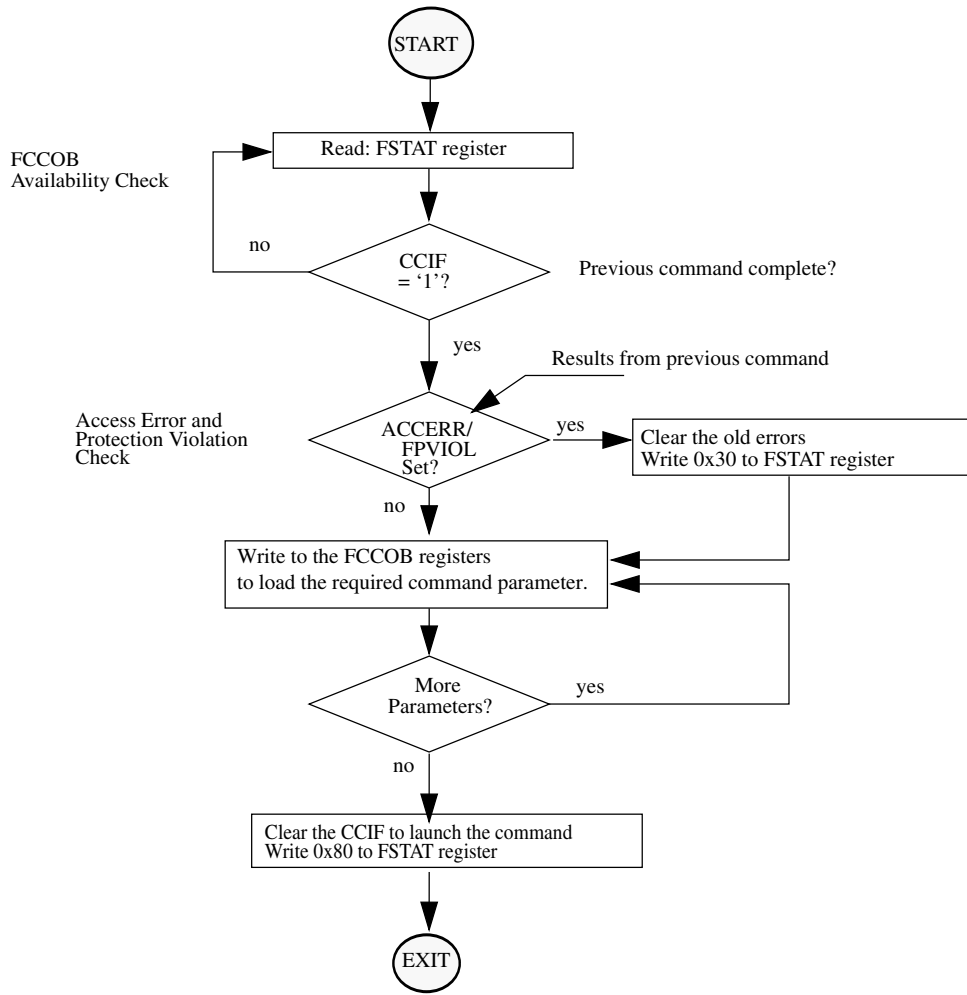 START
Read: FSTAT register
FCCOB
Availability Check
no
CCIF
= ‘1’?
Previous command complete?
yes
Results from previous command
Access Error and
Protection Violation
Check
ACCERR/
FPVIOL
Set?
yes
Clear the old errors
Write 0x30 to FSTAT register
no
Write to the FCCOB registers
to load the required command parameter.
More
Parameters?
yes
no
Clear the CCIF to launch the command
Write 0x80 to FSTAT register
EXIT